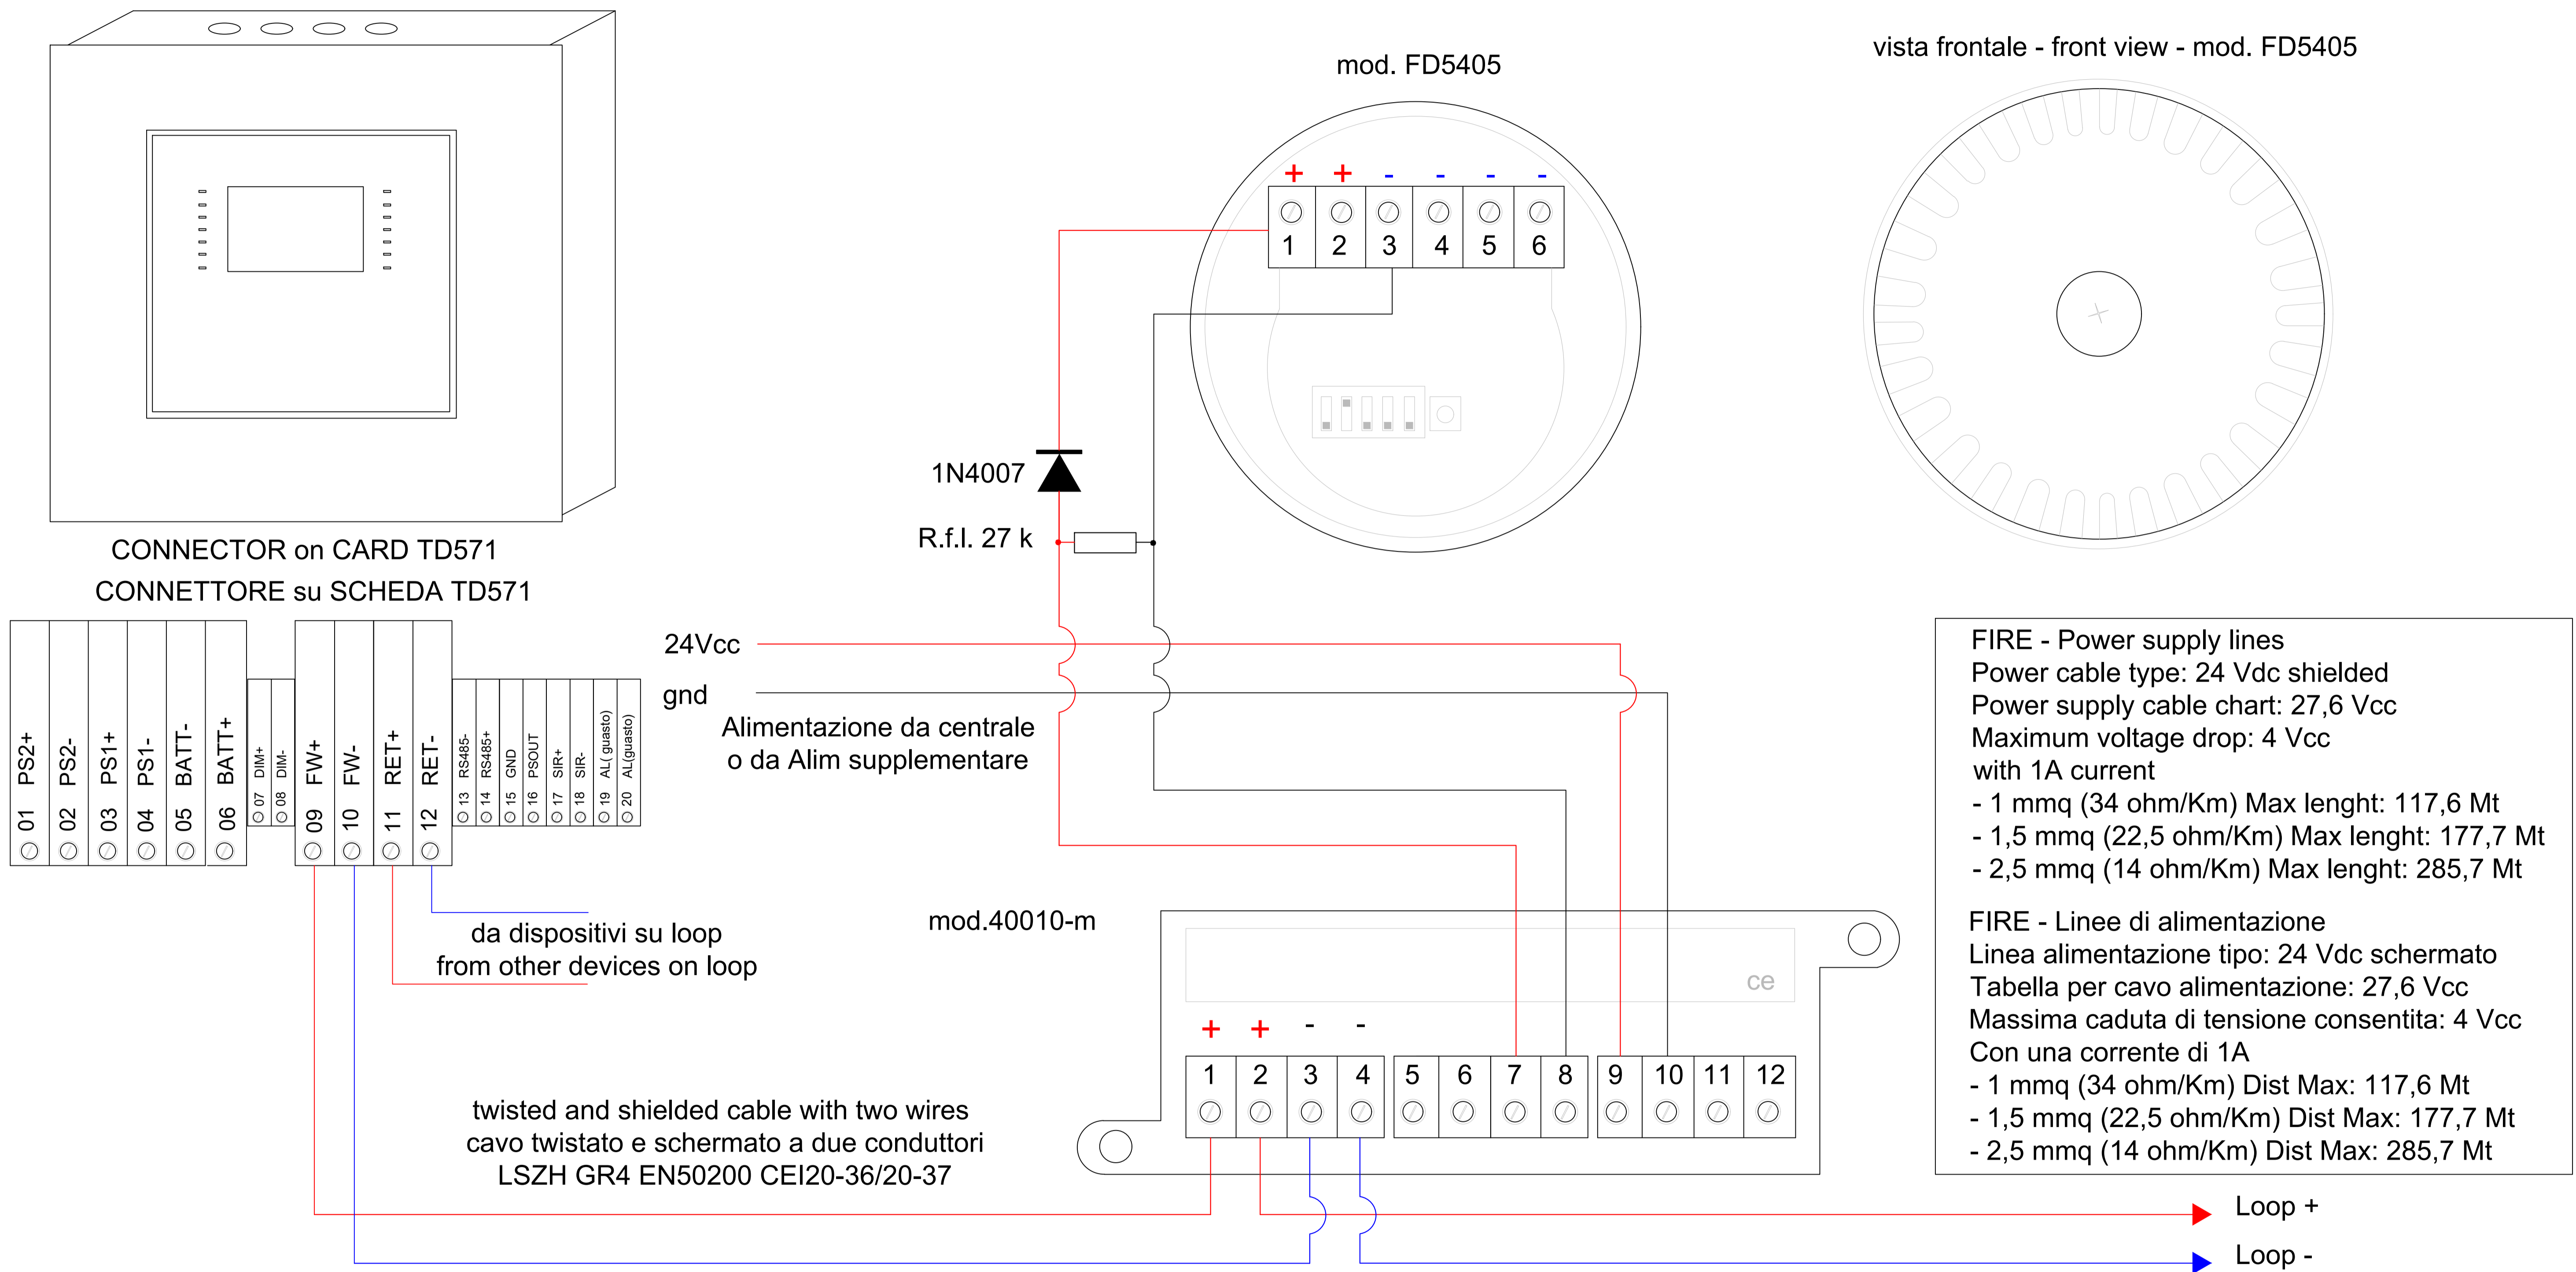 vista frontale - front view - mod. FD5405
mod. FD5405
+ + - - - -
1 2 3 4 5 6
1N4007
R.f.l. 27 k
CONNECTOR on CARD TD571
CONNETTORE su SCHEDA TD571
01 PS2+
02 PS2-
03 PS1+
04 PS1-
05 BATT-
06 BATT+
07 DIM+
08 DIM-
09 FW+
10 FW-
11 RET+
12 RET-
13 RS485-
14 RS485+
15 GND
16 PSOUT
17 SIR+
18 SIR-
19 AL( guasto)
20 AL(guasto)
24Vcc
gnd
Alimentazione da centrale
o da Alim supplementare
da dispositivi su loop
from other devices on loop
mod.40010-m
ce
+ + - -
1 2 3 4 5 6 7 8 9 10 11 12
twisted and shielded cable with two wires
cavo twistato e schermato a due conduttori
LSZH GR4 EN50200 CEI20-36/20-37
FIRE - Power supply lines
Power cable type: 24 Vdc shielded
Power supply cable chart: 27,6 Vcc
Maximum voltage drop: 4 Vcc
with 1A current
- 1 mmq (34 ohm/Km) Max lenght: 117,6 Mt
- 1,5 mmq (22,5 ohm/Km) Max lenght: 177,7 Mt
- 2,5 mmq (14 ohm/Km) Max lenght: 285,7 Mt
FIRE - Linee di alimentazione
Linea alimentazione tipo: 24 Vdc schermato
Tabella per cavo alimentazione: 27,6 Vcc
Massima caduta di tensione consentita: 4 Vcc
Con una corrente di 1A
- 1 mmq (34 ohm/Km) Dist Max: 117,6 Mt
- 1,5 mmq (22,5 ohm/Km) Dist Max: 177,7 Mt
- 2,5 mmq (14 ohm/Km) Dist Max: 285,7 Mt
Loop +
Loop -